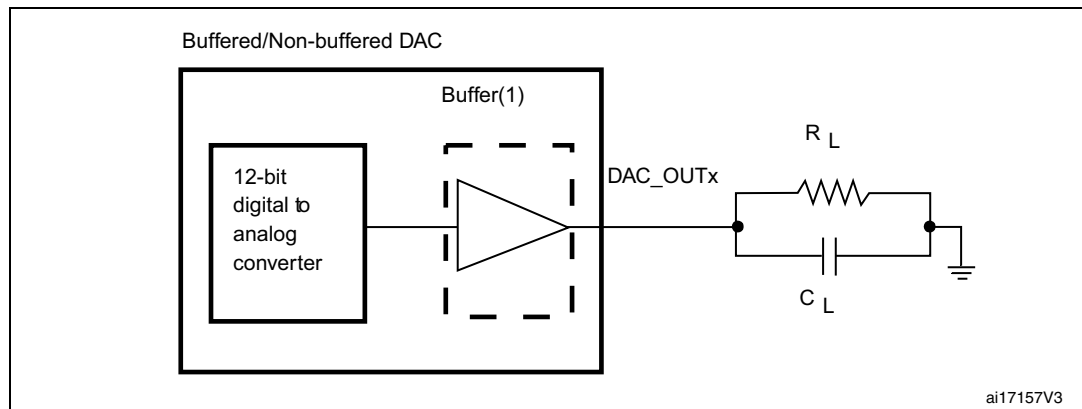 Buffered/Non-buffered DAC
Buffer(1)
12-bit
digital to
analog
converter
DAC_OUTx
R L
C L
ai17157V3